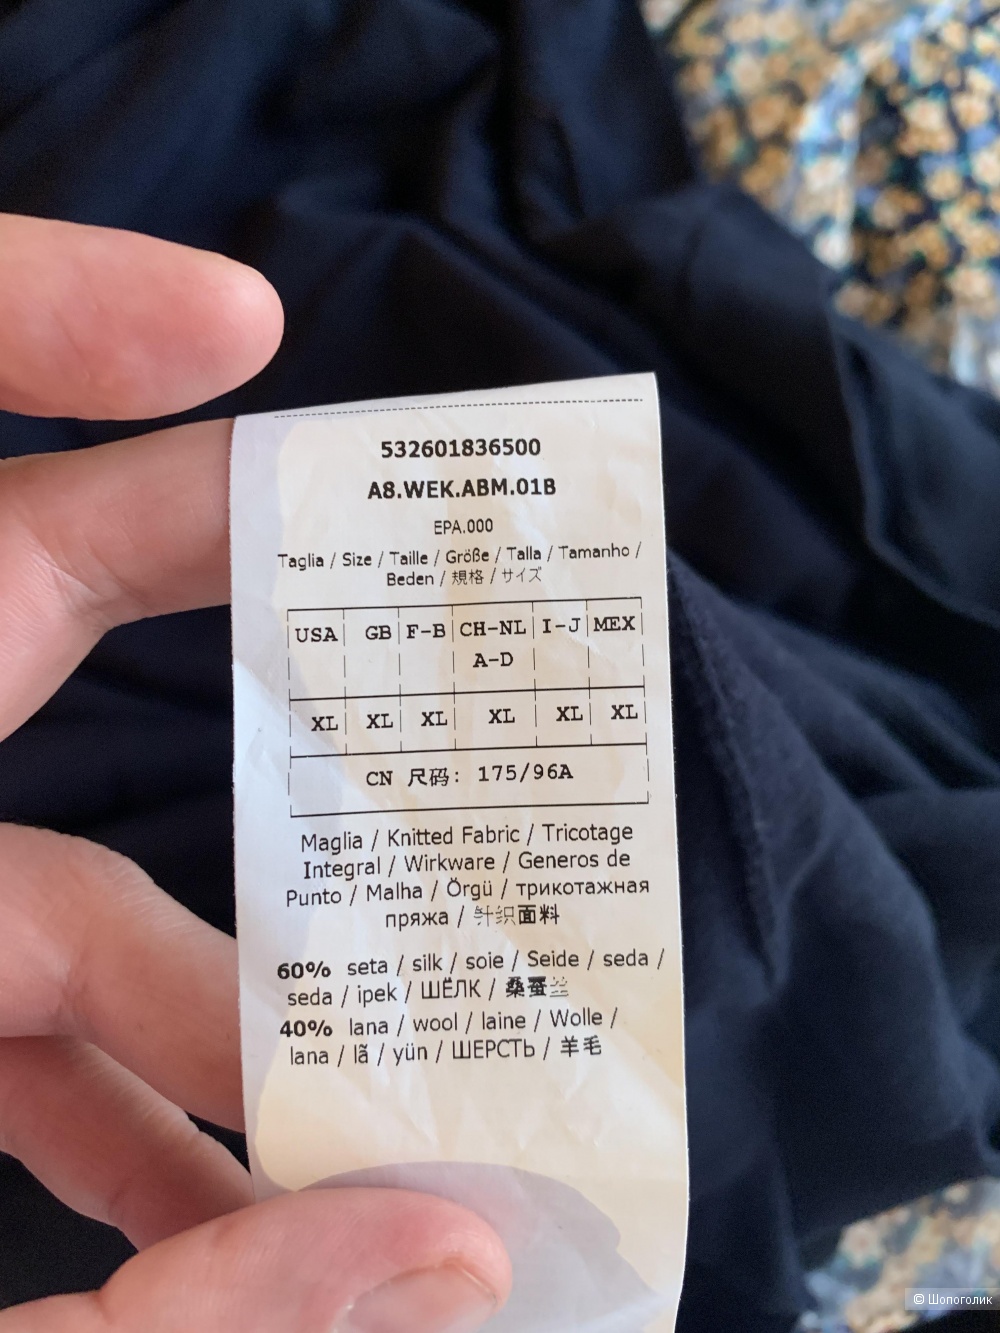 532601836500
A8.WEK.ABM.01B
EPA.000
Taglia / Size / Taille / Größe / Talla / Tamanho /
Beden / 規格 / サイズ
USA GB F-B CH-NL I-J MEX
A-D
XL XL XL XL XL XL
CN 尺码: 175/96A
Maglia / Knitted Fabric / Tricotage
Integral / Wirkware / Generos de
Punto / Malha / Örgü / трикотажная
пряжа / 针织面料
60% seta / silk / soie / Seide / seda /
seda / ipek / ШЁЛК / 桑蚕丝
40% lana / wool / laine / Wolle /
lana / lã / yün / ШЕРСТЬ / 羊毛
© Шопоголик